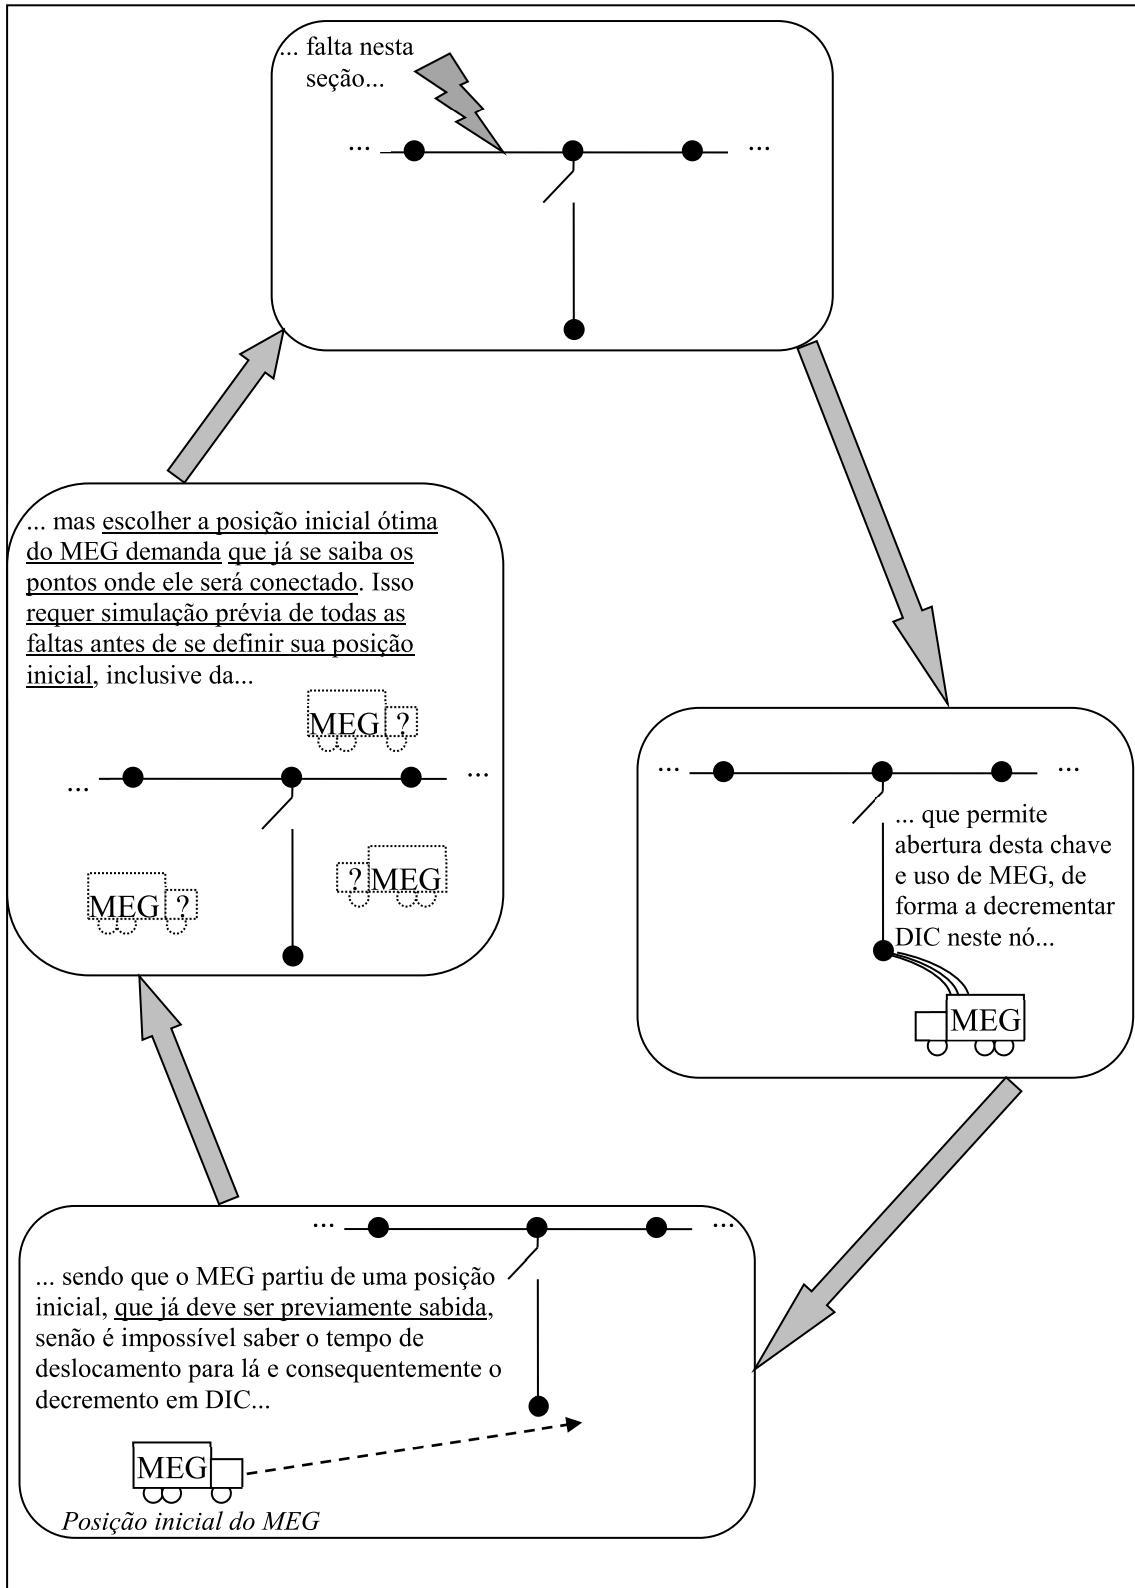 ... falta nesta
seção...
... ...
... que permite
abertura desta chave
e uso de MEG, de
forma a decrementar
DIC neste nó...
... ...
MEG
... sendo que o MEG partiu de uma posição
inicial, que já deve ser previamente sabida,
senão é impossível saber o tempo de
deslocamento para lá e consequentemente o
decremento em DIC...
... ...
MEG
Posição inicial do MEG
... mas escolher a posição inicial ótima
do MEG demanda que já se saiba os
pontos onde ele será conectado. Isso
requer simulação prévia de todas as
faltas antes de se definir sua posição
inicial, inclusive da...
MEG ?
... ...
? MEG
MEG ?